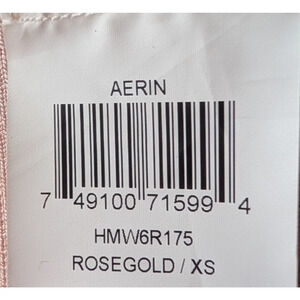 AERIN
7 49100 71599 4
HMW6R175
ROSEGOLD / XS